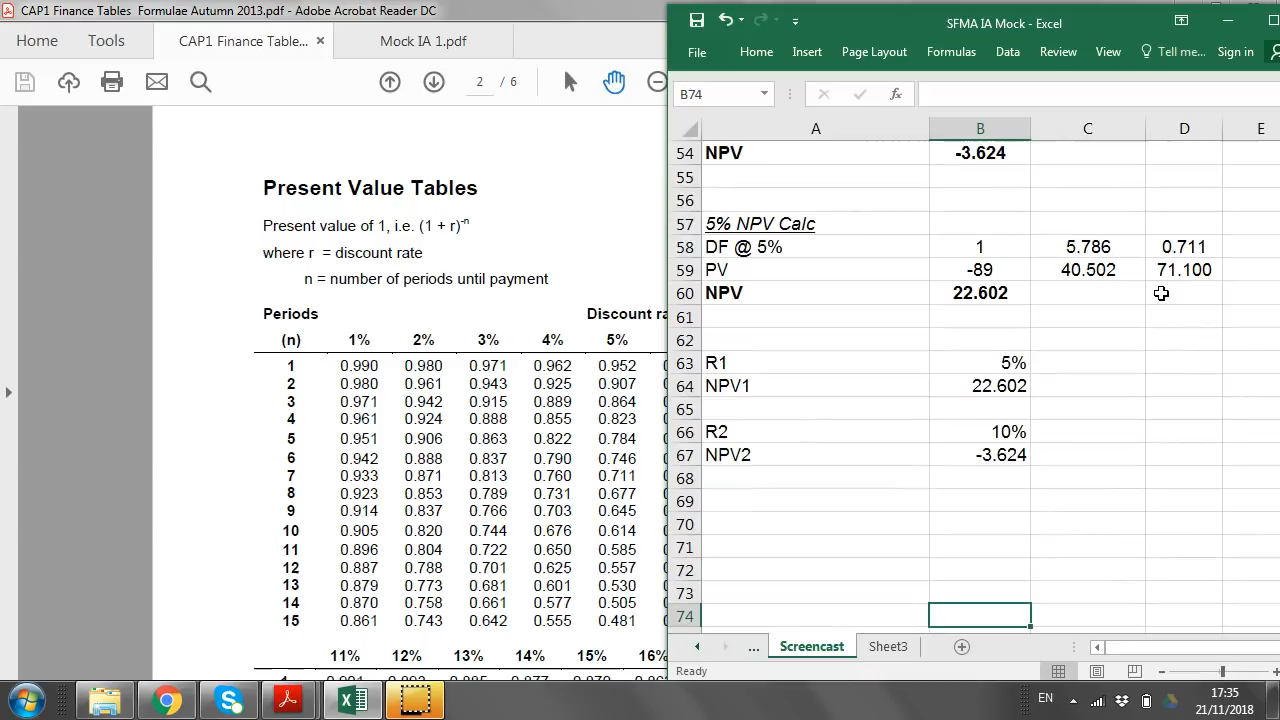 CAP1 Finance Tables Formulae Autumn 2013.pdf - Adobe Acrobat Reader DC
Home Tools CAP1 Finance Table... × Mock IA 1.pdf
2 / 6
Present Value Tables
Present value of 1, i.e. (1 + r)-n
where r = discount rate
n = number of periods until payment
Periods Discount ra
(n) 1% 2% 3% 4% 5%
1 0.990 0.980 0.971 0.962 0.952
2 0.980 0.961 0.943 0.925 0.907
3 0.971 0.942 0.915 0.889 0.864
4 0.961 0.924 0.888 0.855 0.823
5 0.951 0.906 0.863 0.822 0.784
6 0.942 0.888 0.837 0.790 0.746
7 0.933 0.871 0.813 0.760 0.711
8 0.923 0.853 0.789 0.731 0.677
9 0.914 0.837 0.766 0.703 0.645
10 0.905 0.820 0.744 0.676 0.614
11 0.896 0.804 0.722 0.650 0.585
12 0.887 0.788 0.701 0.625 0.557
13 0.879 0.773 0.681 0.601 0.530
14 0.870 0.758 0.661 0.577 0.505
15 0.861 0.743 0.642 0.555 0.481
11% 12% 13% 14% 15% 16%
SFMA IA Mock - Excel
File Home Insert Page Layout Formulas Data Review View Tell me... Sign in
B74 fx
A B C D E
54 NPV -3.624
55
56
57 5% NPV Calc
58 DF @ 5% 1 5.786 0.711
59 PV -89 40.502 71.100
60 NPV 22.602
61
62
63 R1 5%
64 NPV1 22.602
65
66 R2 10%
67 NPV2 -3.624
68
69
70
71
72
73
74
... Screencast Sheet3
Ready
EN 17:35
21/11/2018